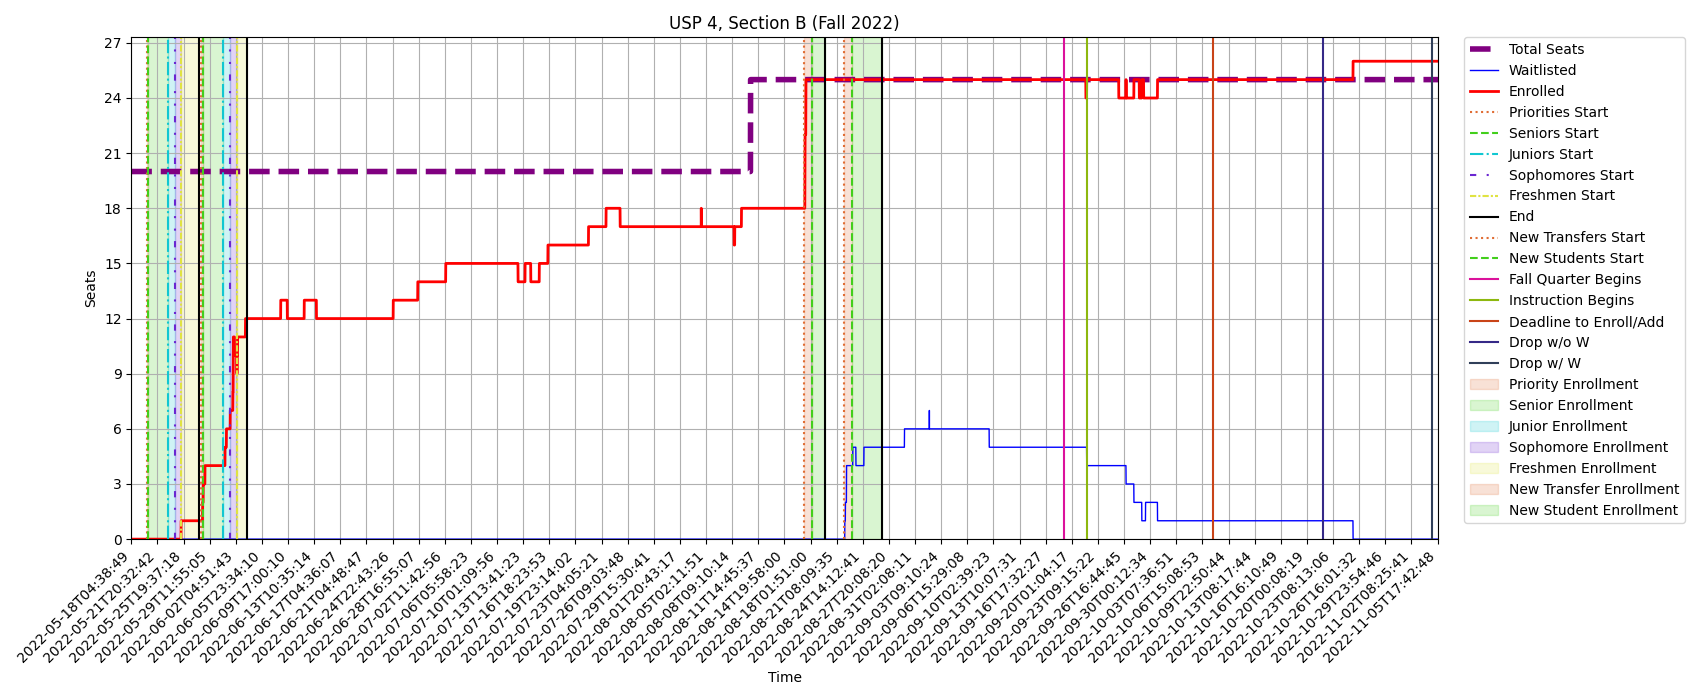 USP 4, Section B (Fall 2022)
27
24
21
18
15
12
9
6
3
0
Seats
2022-05-18T04:38:49
2022-05-21T20:32:42
2022-05-25T19:37:18
2022-05-29T11:55:05
2022-06-02T04:51:43
2022-06-05T23:34:10
2022-06-09T17:00:10
2022-06-13T10:35:14
2022-06-17T04:36:07
2022-06-21T04:48:47
2022-06-24T22:43:26
2022-06-28T16:55:07
2022-07-02T11:42:56
2022-07-06T05:58:23
2022-07-10T01:09:56
2022-07-13T13:41:23
2022-07-16T18:23:53
2022-07-19T23:14:02
2022-07-23T04:05:21
2022-07-26T09:03:48
2022-07-29T15:30:41
2022-08-01T20:43:17
2022-08-05T02:11:51
2022-08-08T09:10:14
2022-08-11T14:45:37
2022-08-14T19:58:00
2022-08-18T01:51:00
2022-08-21T08:09:35
2022-08-24T14:12:41
2022-08-27T20:08:20
2022-08-31T02:08:11
2022-09-03T09:10:24
2022-09-06T15:29:08
2022-09-10T02:39:23
2022-09-13T10:07:31
2022-09-16T17:32:27
2022-09-20T01:04:17
2022-09-23T09:15:22
2022-09-26T16:44:45
2022-09-30T00:12:34
2022-10-03T07:36:51
2022-10-06T15:08:53
2022-10-09T22:50:44
2022-10-13T08:17:44
2022-10-16T16:10:49
2022-10-20T00:08:19
2022-10-23T08:13:06
2022-10-26T16:01:32
2022-10-29T23:54:46
2022-11-02T08:25:41
2022-11-05T17:42:48
Time
Total Seats
Waitlisted
Enrolled
Priorities Start
Seniors Start
Juniors Start
Sophomores Start
Freshmen Start
End
New Transfers Start
New Students Start
Fall Quarter Begins
Instruction Begins
Deadline to Enroll/Add
Drop w/o W
Drop w/ W
Priority Enrollment
Senior Enrollment
Junior Enrollment
Sophomore Enrollment
Freshmen Enrollment
New Transfer Enrollment
New Student Enrollment